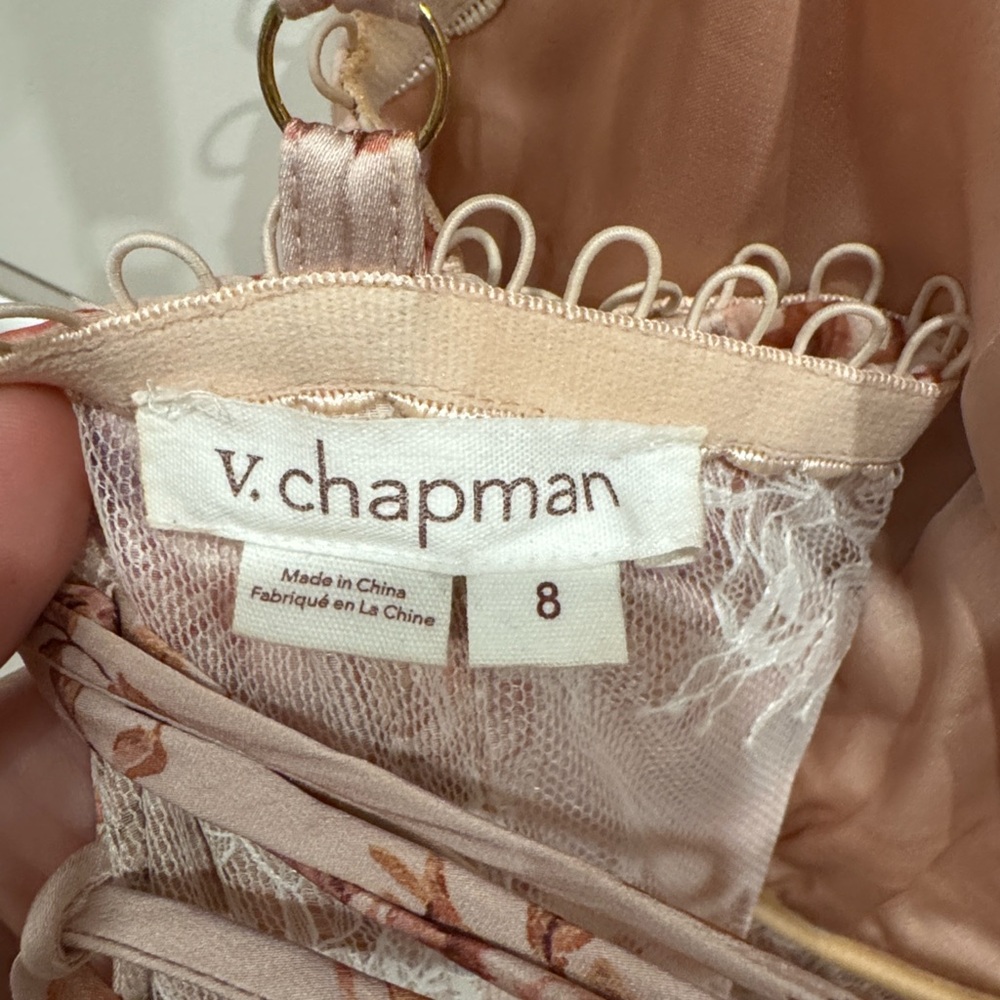 v. chapman
Made in China
Fabriqué en La Chine
8